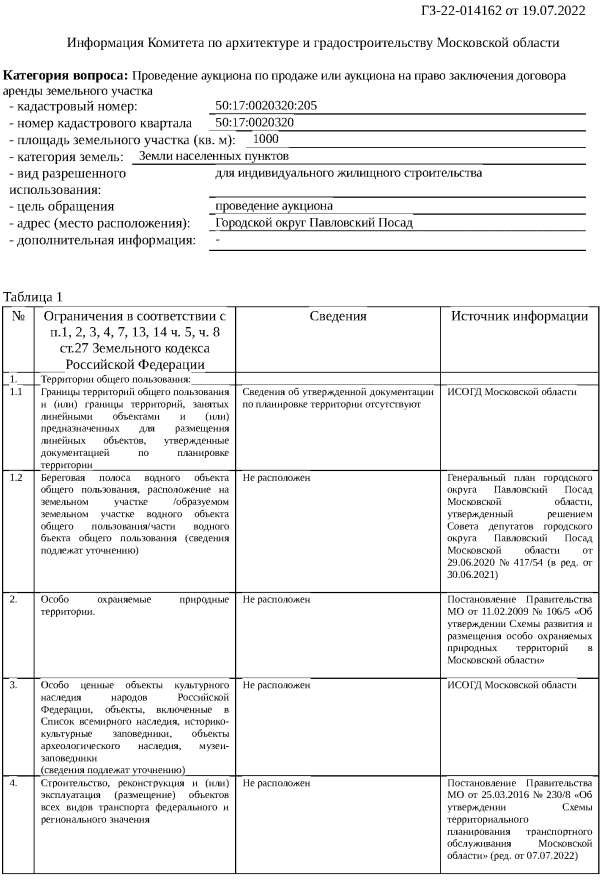 ГЗ-22-014162 от 19.07.2022
Информация Комитета по архитектуре и градостроительству Московской области
Категория вопроса: Проведение аукциона по продаже или аукциона на право заключения договора
аренды земельного участка
- кадастровый номер: 50:17:0020320:205
- номер кадастрового квартала 50:17:0020320
- площадь земельного участка (кв. м): 1000
- категория земель: Земли населенных пунктов
- вид разрешенного для индивидуального жилищного строительства
использования:
- цель обращения проведение аукциона
- адрес (место расположения): Городской округ Павловский Посад
- дополнительная информация: -
Таблица 1
№ Ограничения в соответствии с Сведения Источник информации
п.1, 2, 3, 4, 7, 13, 14 ч. 5, ч. 8
ст.27 Земельного кодекса
Российской Федерации
1. Территории общего пользования:
1.1 Границы территорий общего пользования Сведения об утвержденной документации ИСОГД Московской области
и (или) границы территорий, занятых по планировке территории отсутствуют
линейными объектами и (или)
предназначенных для размещения
линейных объектов, утвержденные
документацией по планировке
территории
1.2 Береговая полоса водного объекта Не расположен Генеральный план городского
общего пользования, расположение на округа Павловский Посад
земельном участке /образуемом Московской области,
земельном участке водного объекта утвержденный решением
общего пользования/части водного Совета депутатов городского
бъекта общего пользования (сведения округа Павловский Посад
подлежат уточнению) Московской области от
29.06.2020 № 417/54 (в ред. от
30.06.2021)
2. Особо охраняемые природные Не расположен Постановление Правительства
территории. МО от 11.02.2009 № 106/5 «Об
утверждении Схемы развития и
размещения особо охраняемых
природных территорий в
Московской области»
3. Особо ценные объекты культурного Не расположен ИСОГД Московской области
наследия народов Российской
Федерации, объекты, включенные в
Список всемирного наследия, историко-
культурные заповедники, объекты
археологического наследия, музеи-
заповедники
(сведения подлежат уточнению)
4. Строительство, реконструкция и (или) Не расположен Постановление Правительства
эксплуатация (размещение) объектов МО от 25.03.2016 № 230/8 «Об
всех видов транспорта федерального и утверждении Схемы
регионального значения территориального
планирования транспортного
обслуживания Московской
области» (ред. от 07.07.2022)